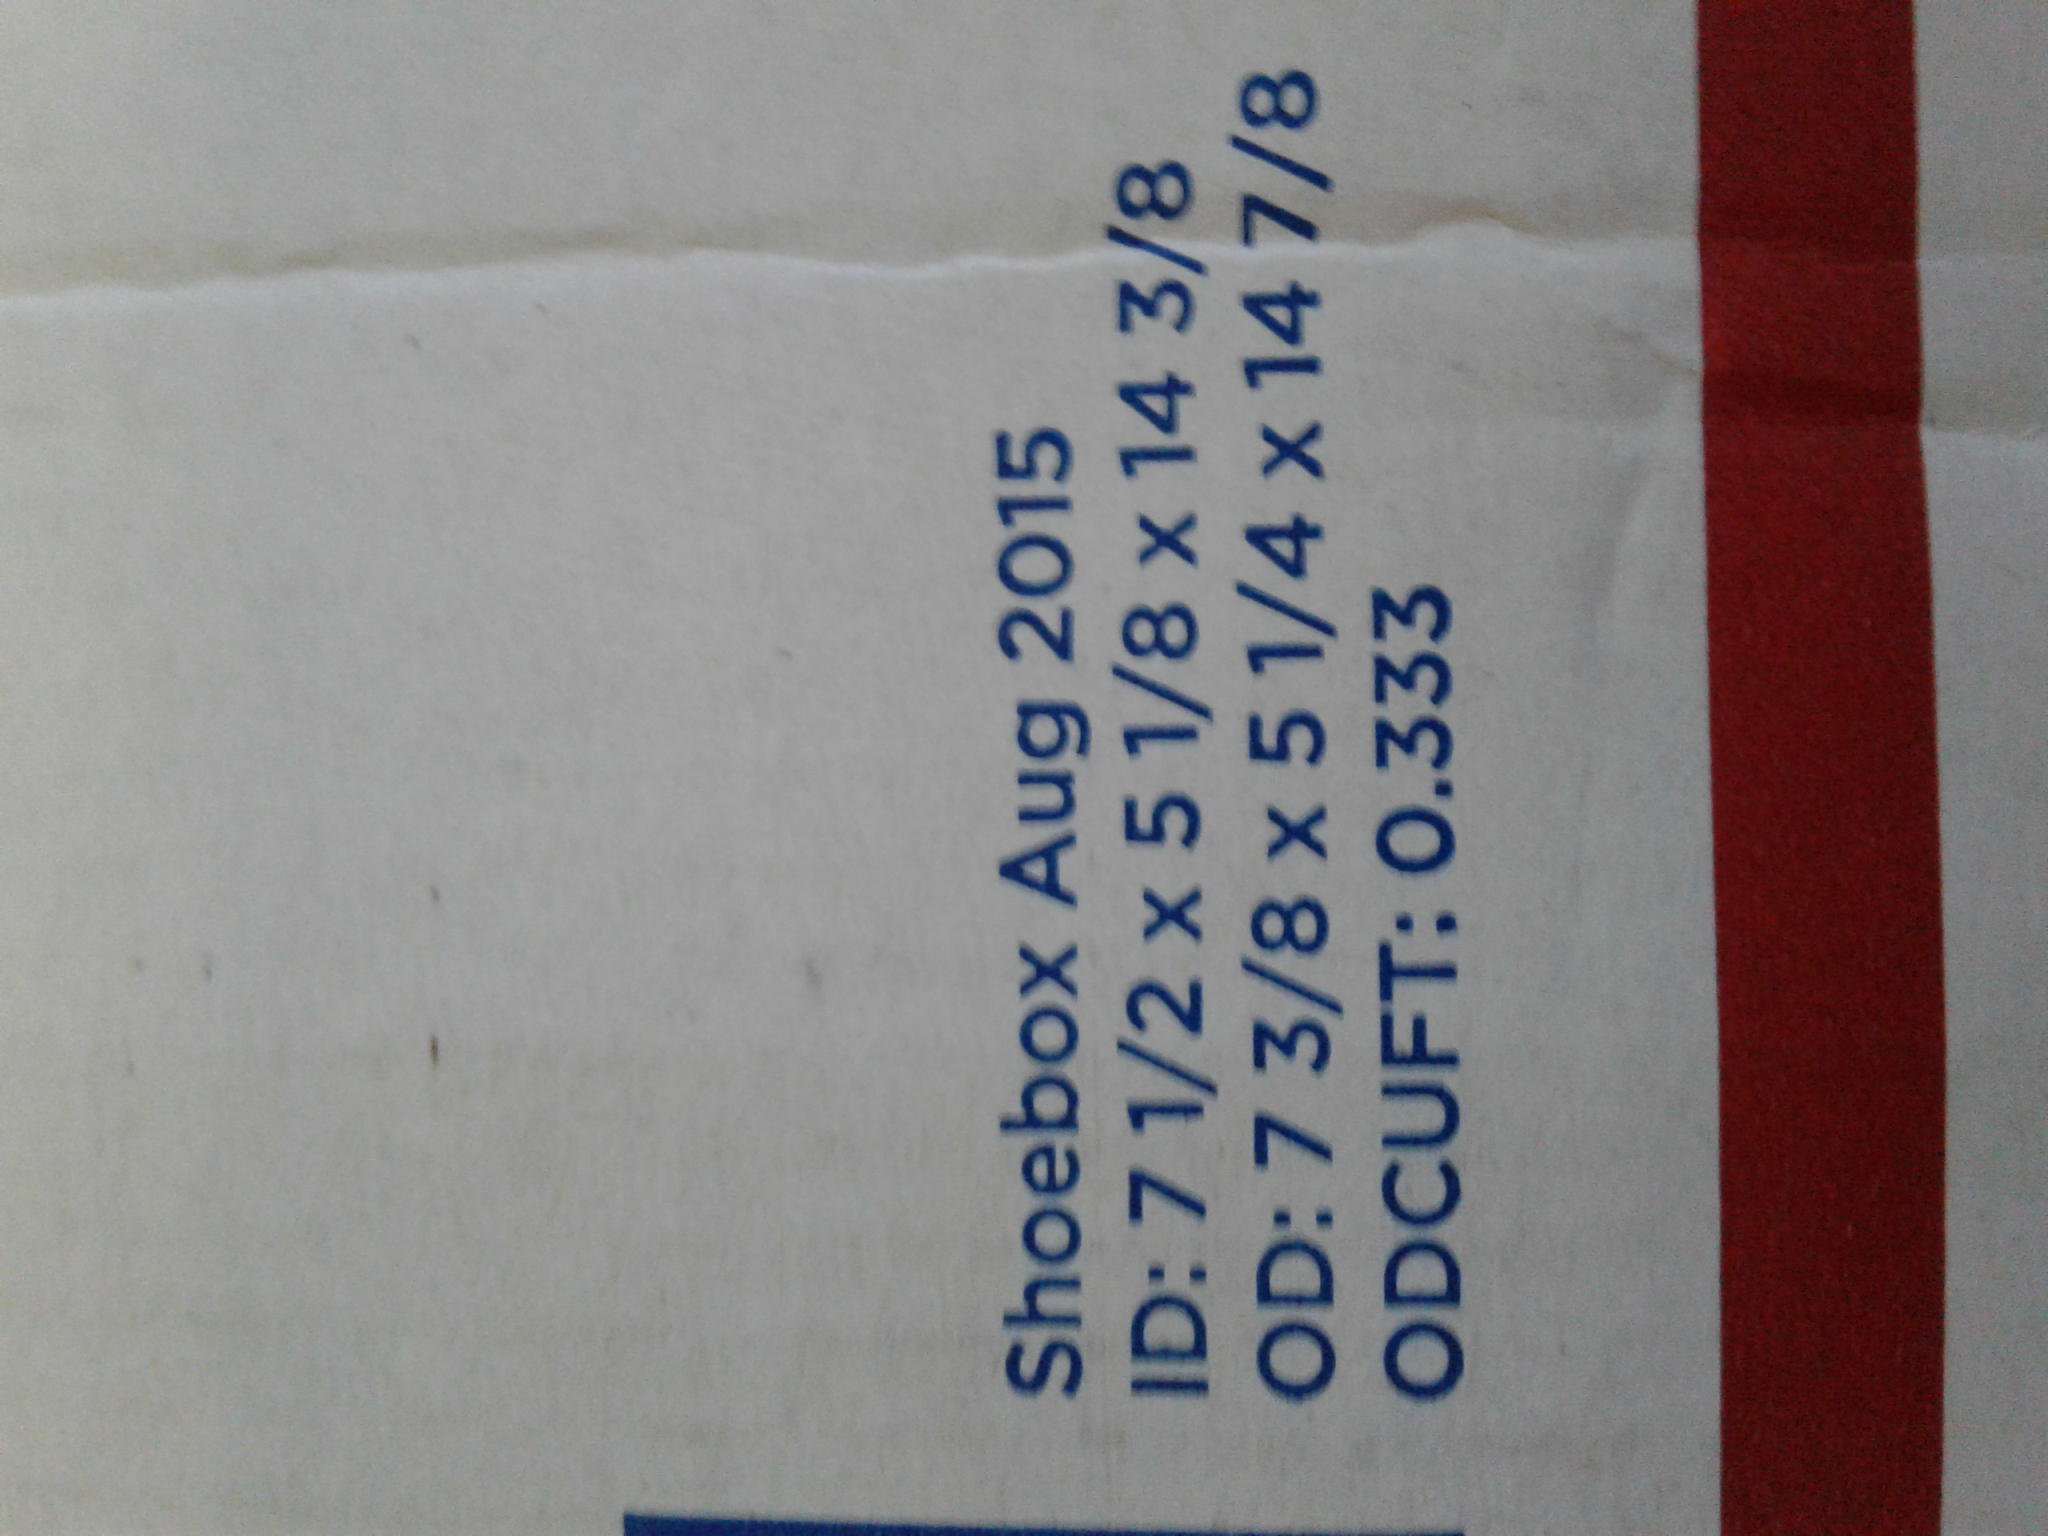 Shoebox Aug 2015
ID: 7 1/2 x 5 1/8 x 14 3/8
OD: 7 3/8 x 5 1/4 x 14 7/8
ODCUFT: 0.333